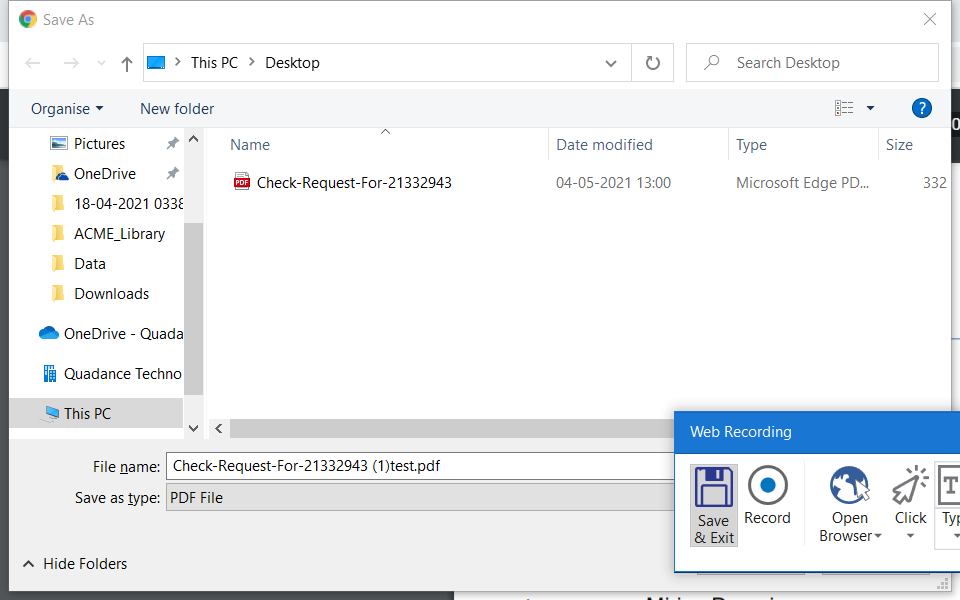 Save As
This PC > Desktop
Search Desktop
Organise
New folder
?
Name
Date modified
Type
Size
Pictures
OneDrive
18-04-2021 0338
ACME_Library
Data
Downloads
OneDrive - Quada
Quadance Techno
This PC
PDF
Check-Request-For-21332943
04-05-2021 13:00
Microsoft Edge PD...
332
File name:
Check-Request-For-21332943 (1)test.pdf
Save as type:
PDF File
Hide Folders
Web Recording
Save
& Exit
Record
Open
Browser
Click
T
Typ